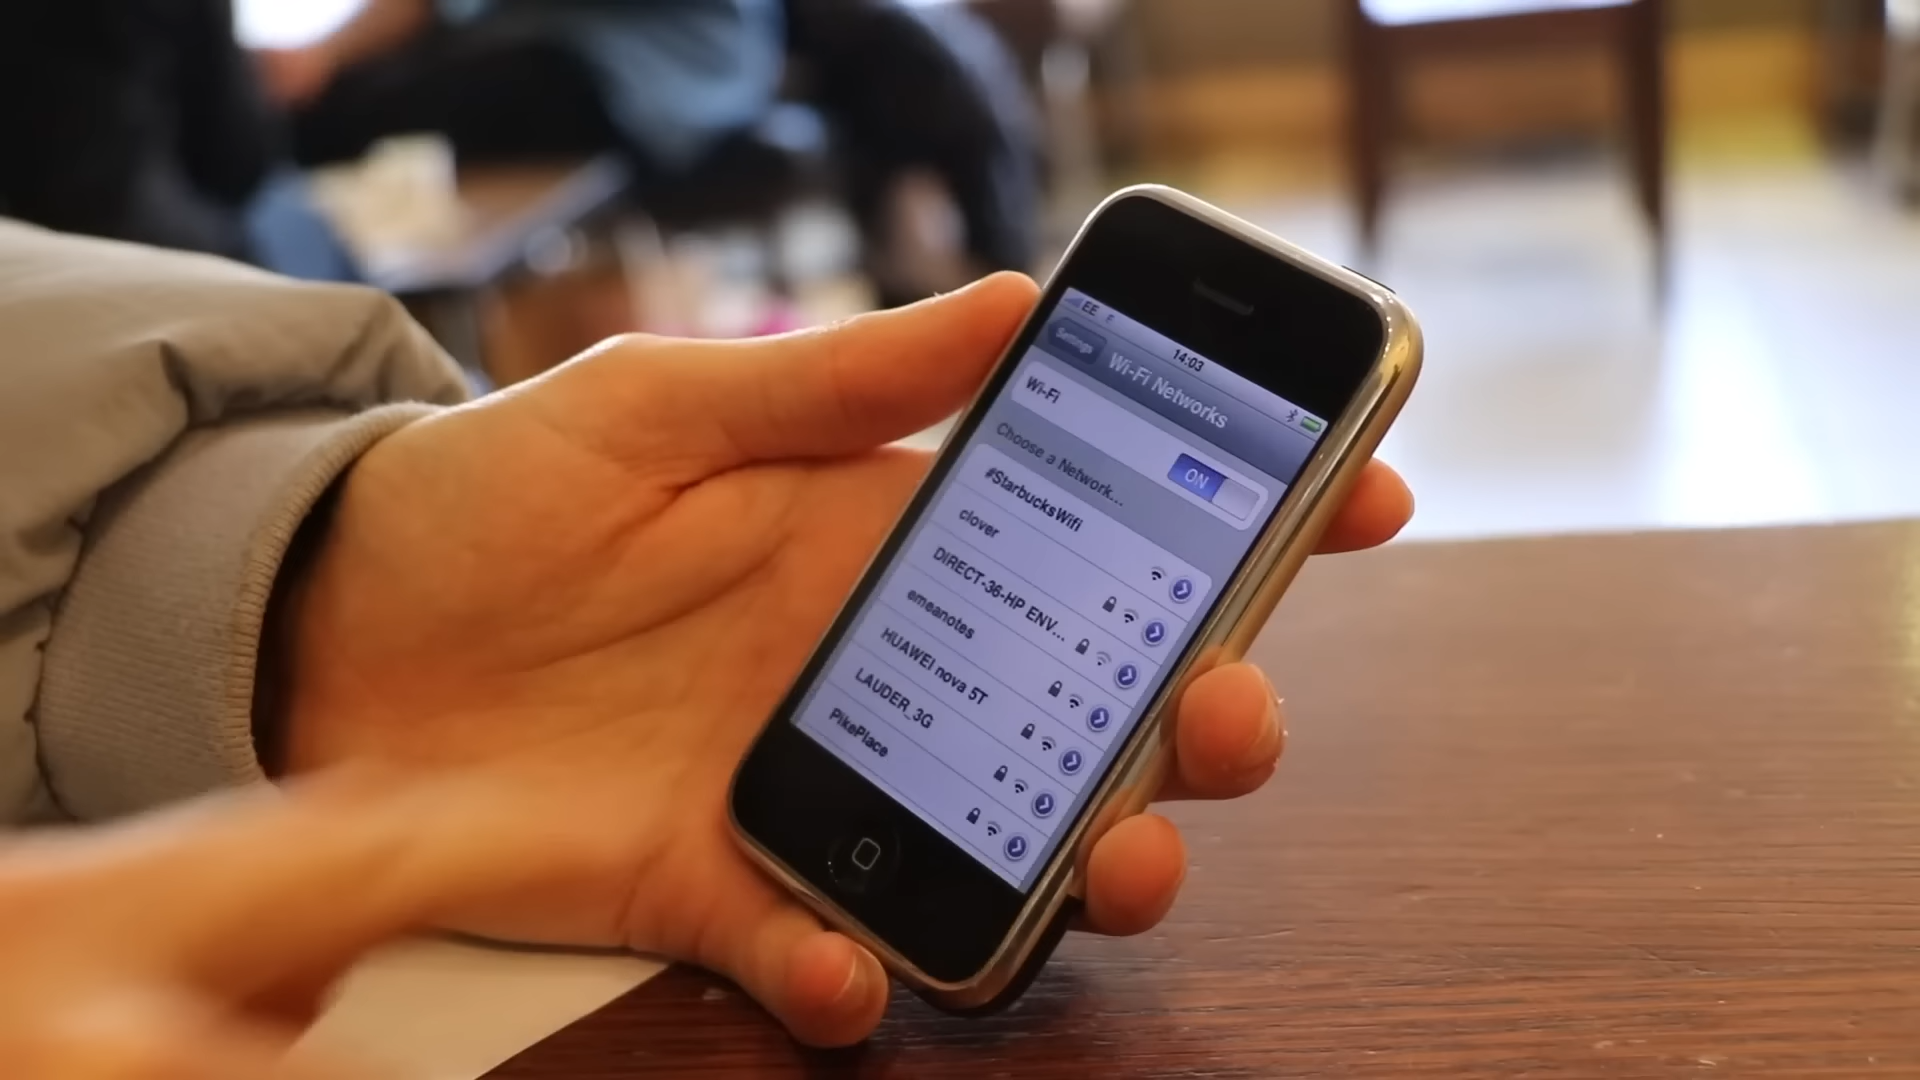 EE E
14:03
Settings
Wi-Fi Networks
Wi-Fi
ON
Choose a Network...
#StarbucksWifi
clover
DIRECT-36-HP ENV...
emeanotes
HUAWEI nova 5T
LAUDER_3G
PikePlace